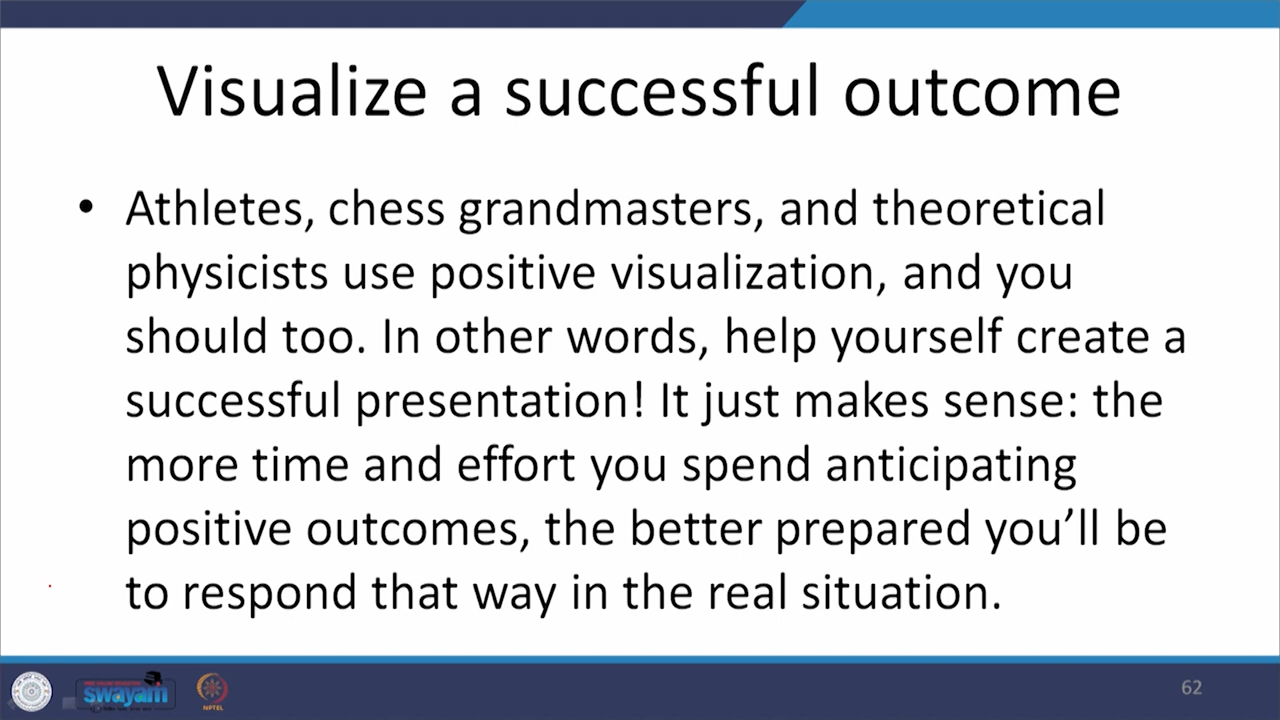 Visualize a successful outcome
• Athletes, chess grandmasters, and theoretical
physicists use positive visualization, and you
should too. In other words, help yourself create a
successful presentation! It just makes sense: the
more time and effort you spend anticipating
positive outcomes, the better prepared you’ll be
to respond that way in the real situation.
swayam
NPTEL
62